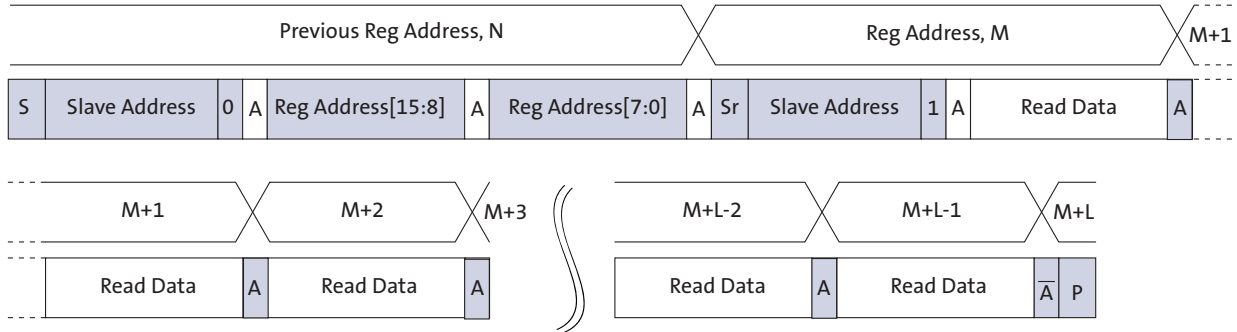 Previous Reg Address, N Reg Address, M M+1
S Slave Address 0 A Reg Address[15:8] A Reg Address[7:0] A Sr Slave Address 1 A Read Data A
M+1 M+2 M+3 M+L-2 M+L-1 M+L
Read Data A Read Data A Read Data A Read Data A̅ P